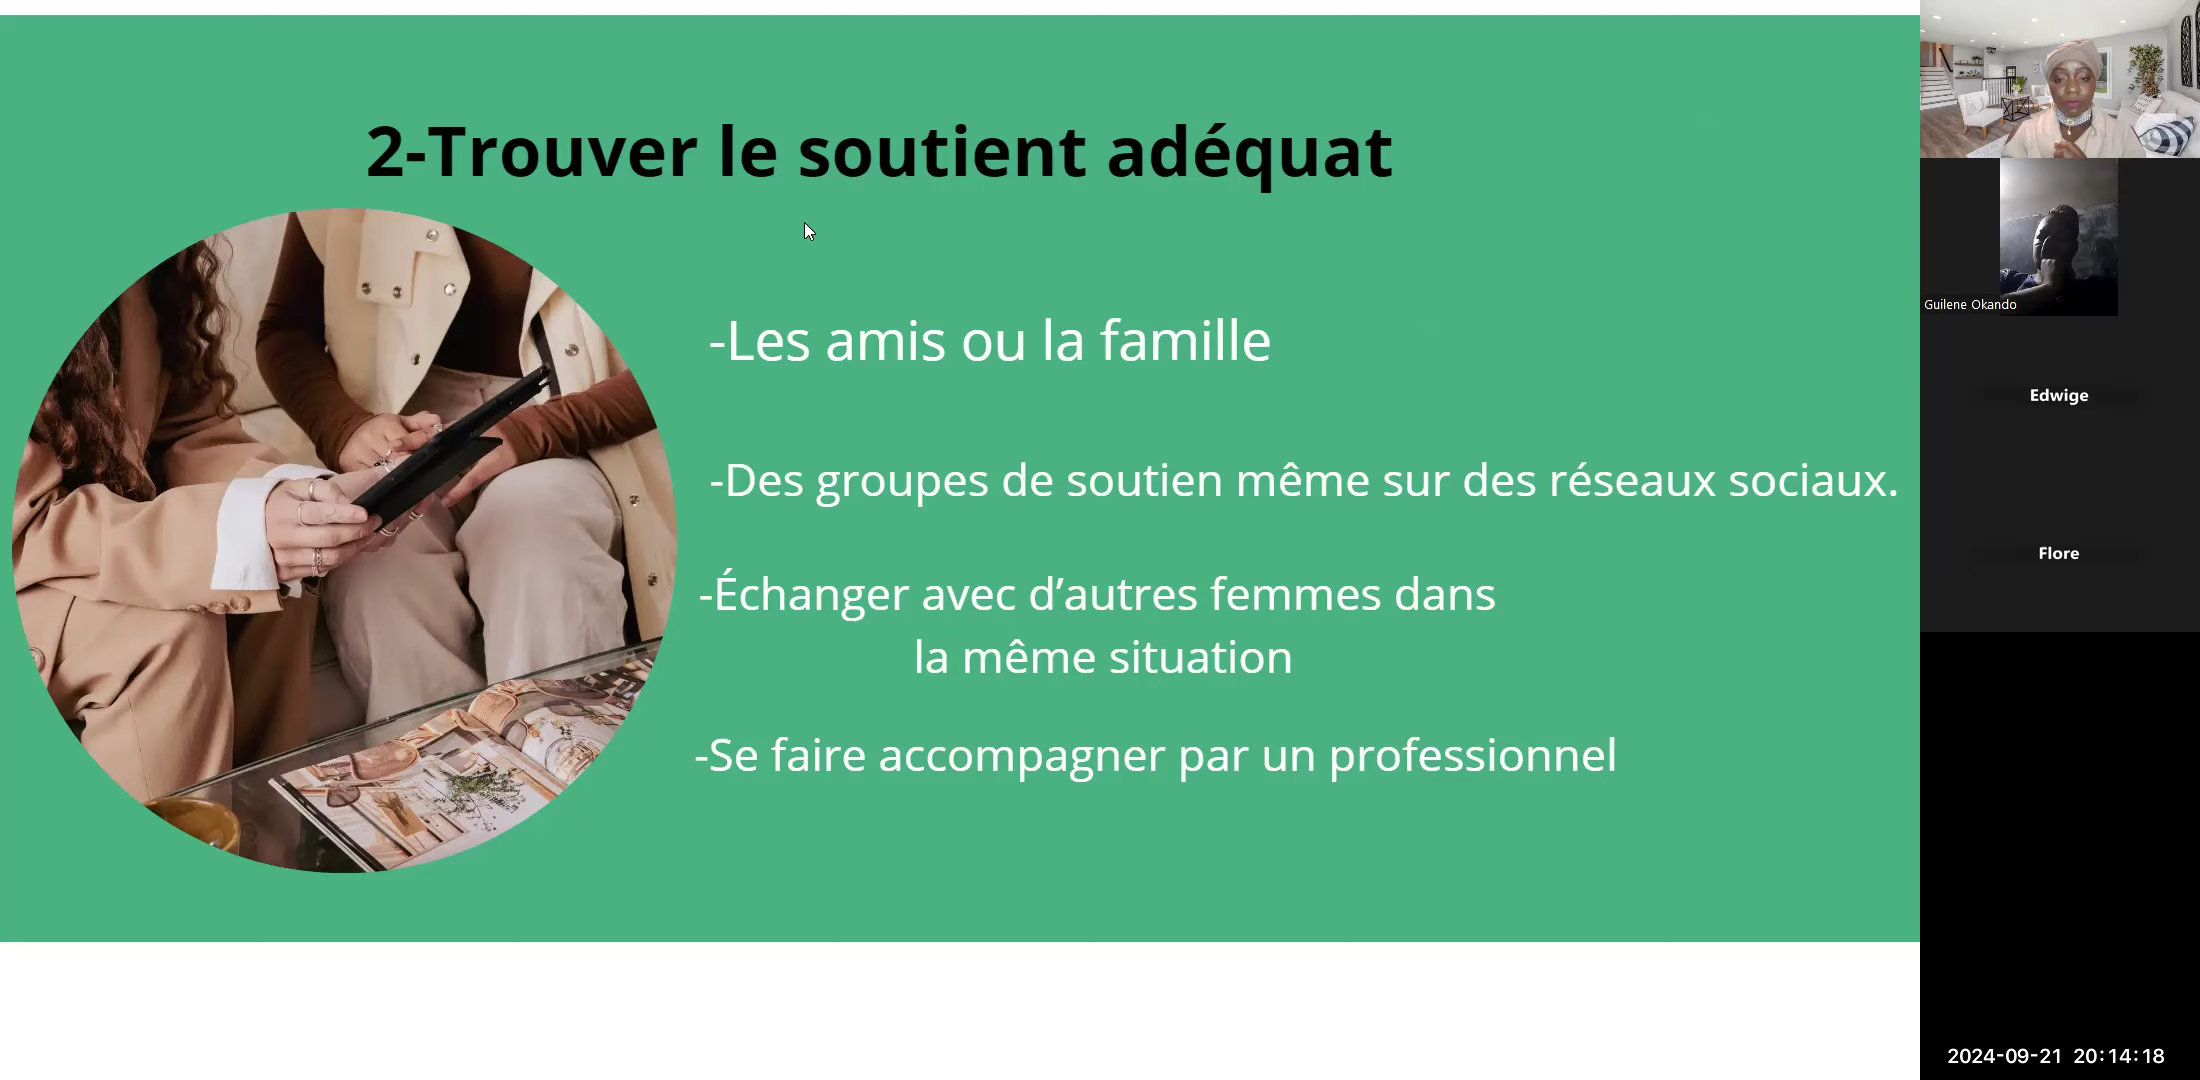 2-Trouver le soutient adéquat
-Les amis ou la famille
-Des groupes de soutien même sur des réseaux sociaux.
-Échanger avec d’autres femmes dans
la même situation
-Se faire accompagner par un professionnel
Guilene Okando
Edwige
Flore
2024-09-21 20:14:18